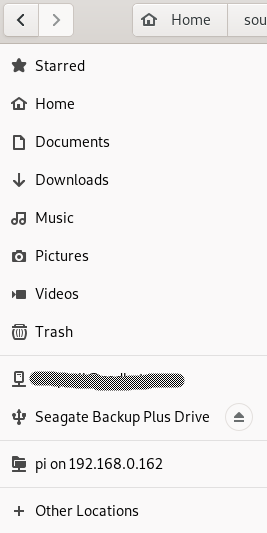 Home
sou
Starred
Home
Documents
Downloads
Music
Pictures
Videos
Trash
Seagate Backup Plus Drive
pi on 192.168.0.162
Other Locations